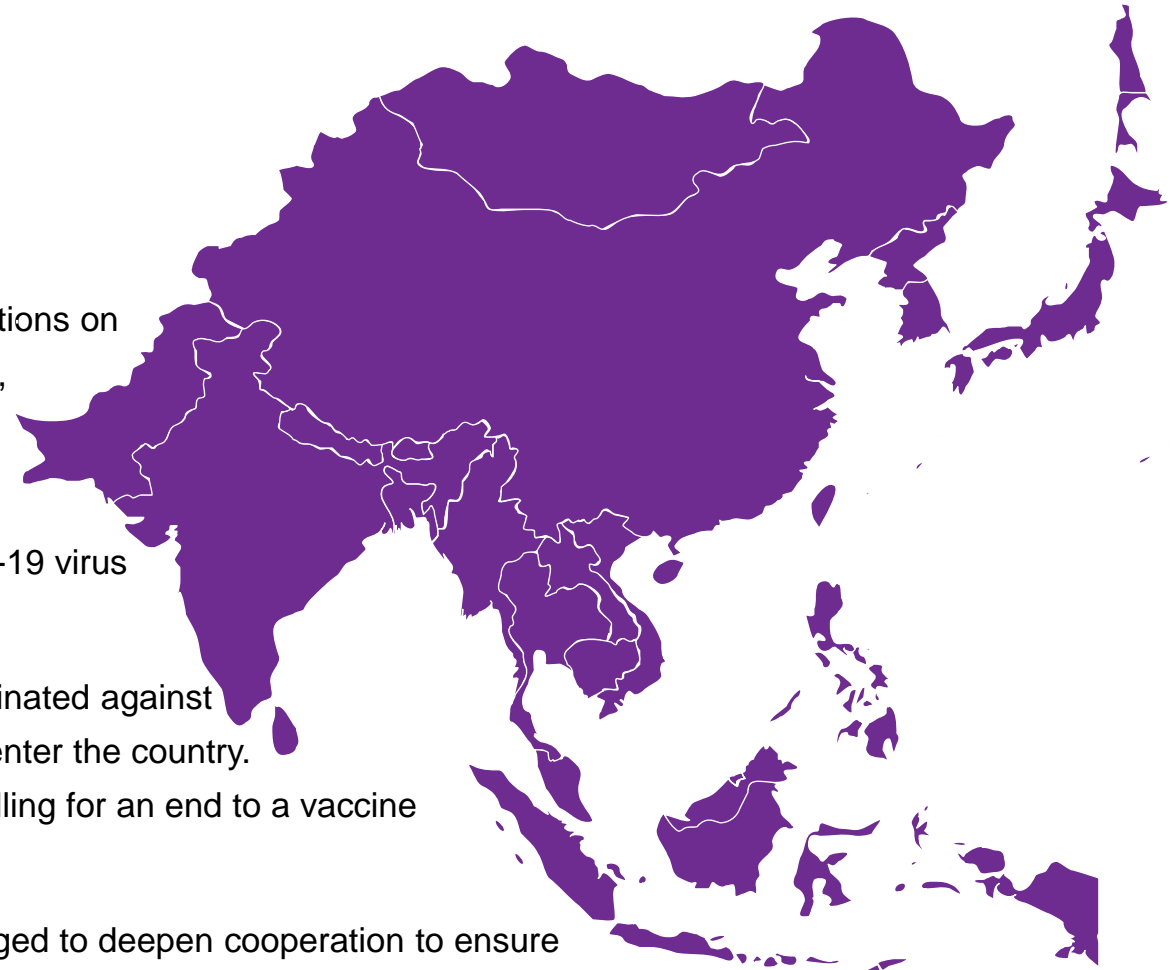 tions on
,
-19 virus
inated against
enter the country.
lling for an end to a vaccine
ged to deepen cooperation to ensure